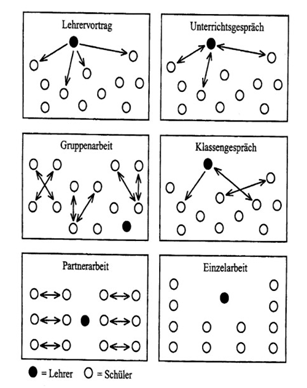 Lehrervortrag
Unterrichtsgespräch
Gruppenarbeit
Klassengespräch
Partnerarbeit
Einzelarbeit
= Lehrer
= Schüler